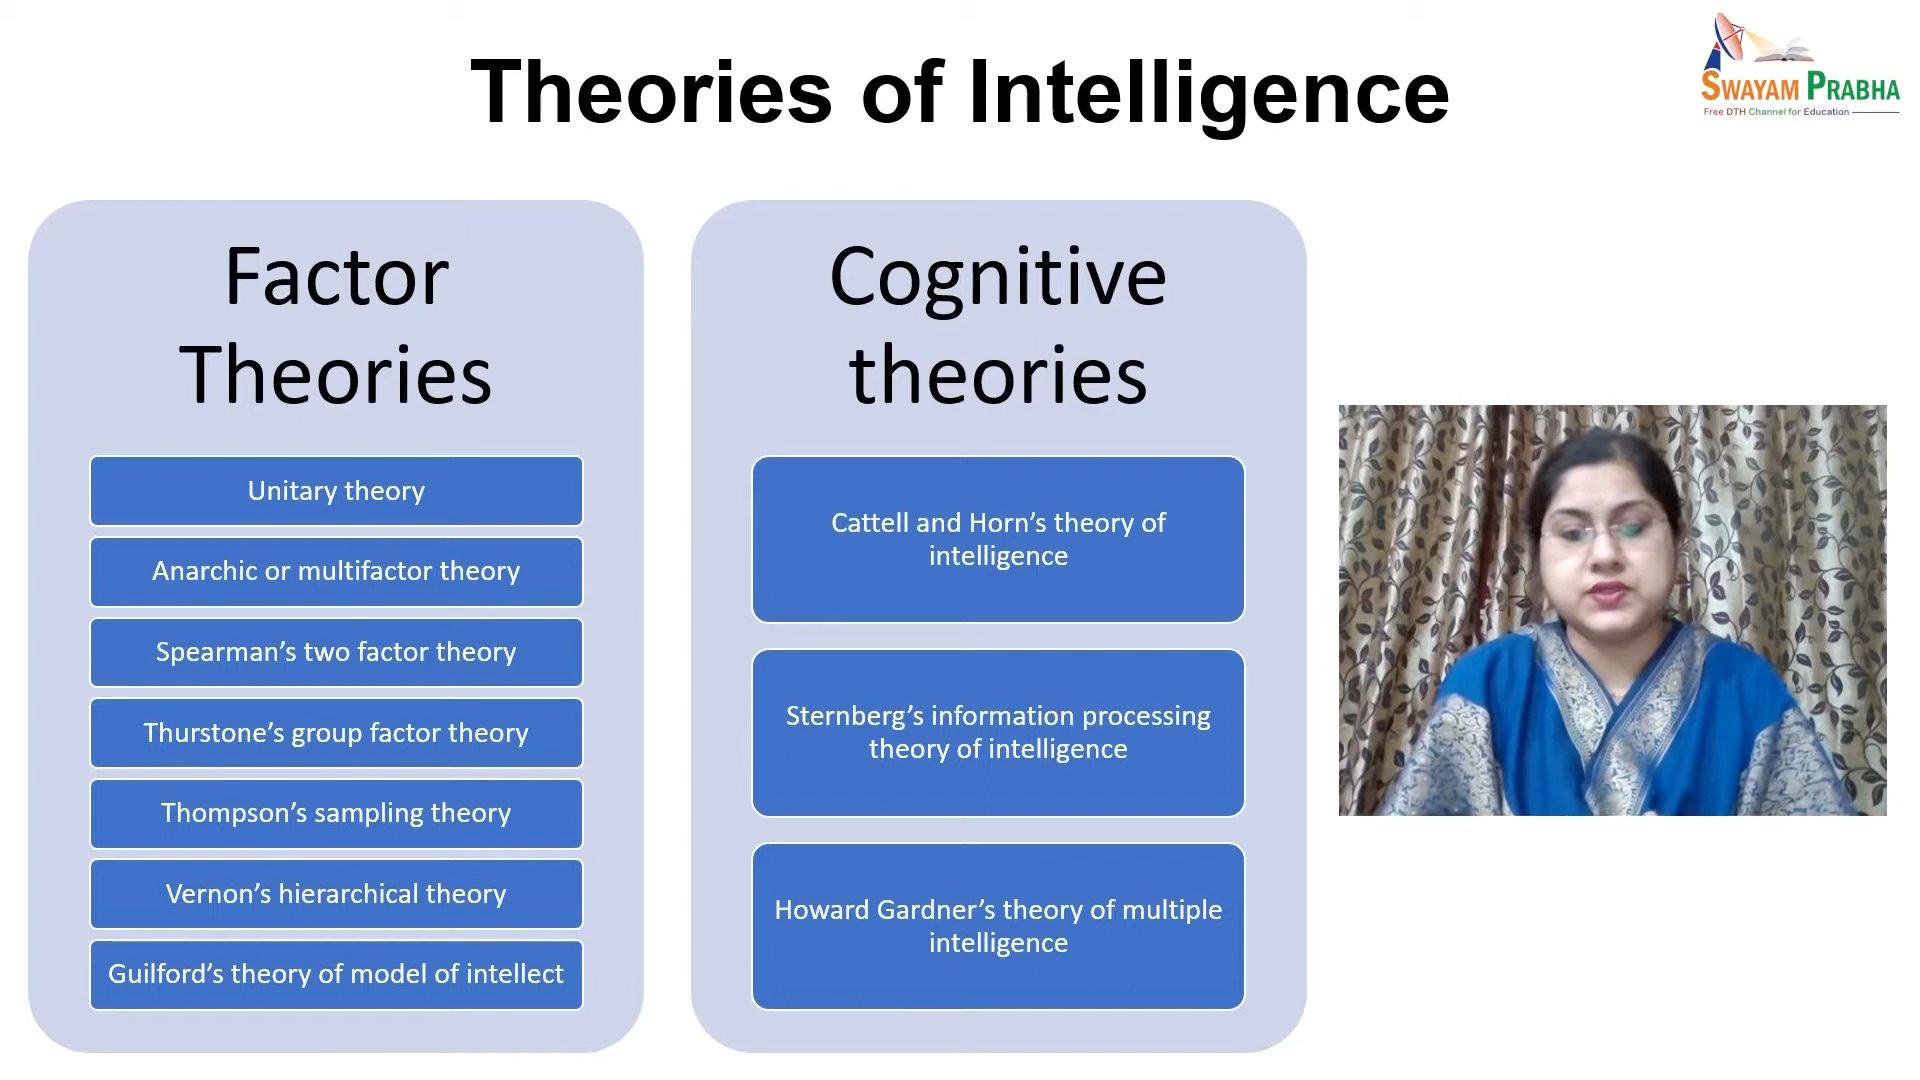 Theories of Intelligence
SWAYAM PRABHA
Free DTH Channel for Education
Factor
Theories
Unitary theory
Anarchic or multifactor theory
Spearman’s two factor theory
Thurstone’s group factor theory
Thompson’s sampling theory
Vernon’s hierarchical theory
Guilford’s theory of model of intellect
Cognitive
theories
Cattell and Horn’s theory of
intelligence
Sternberg’s information processing
theory of intelligence
Howard Gardner’s theory of multiple
intelligence